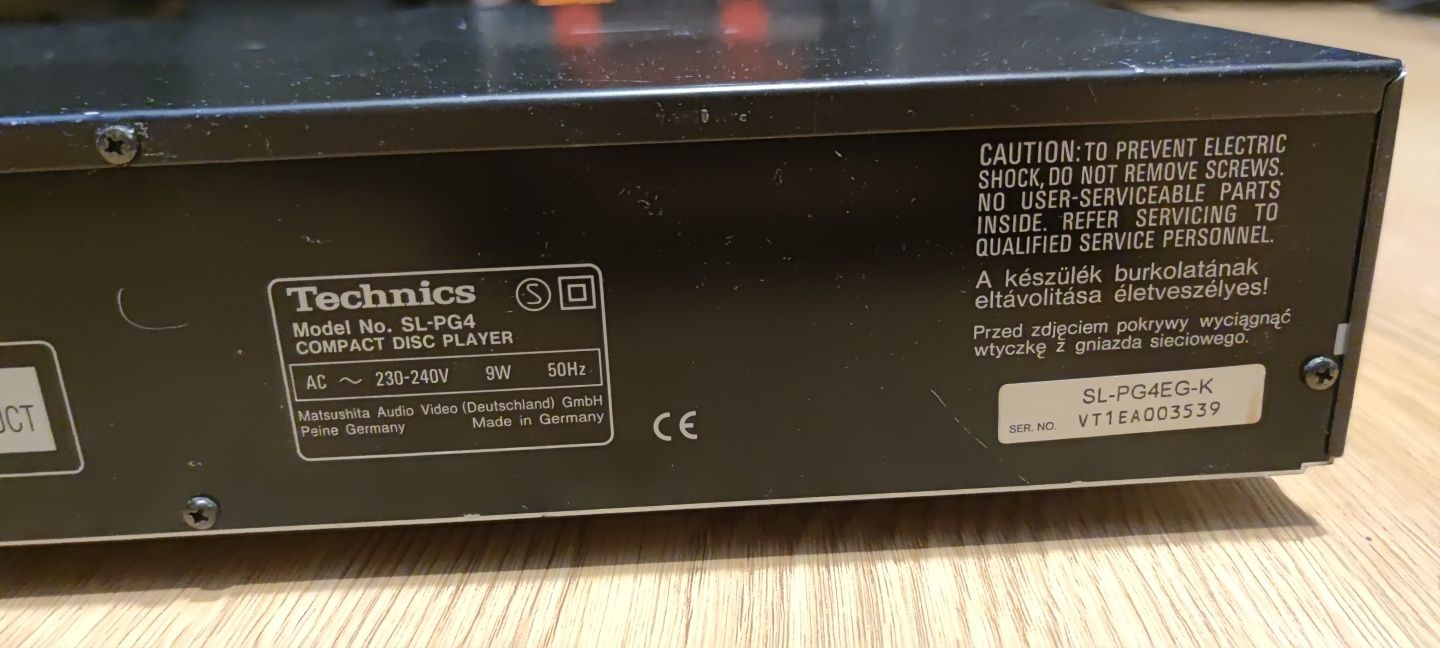 CAUTION: TO PREVENT ELECTRIC
SHOCK, DO NOT REMOVE SCREWS.
NO USER-SERVICEABLE PARTS
INSIDE. REFER SERVICING TO
QUALIFIED SERVICE PERSONNEL.
A készülék burkolatának
eltávolitása életveszélyes!
Przed zdjęciem pokrywy wyciągnąć
wtyczkę z gniazda sieciowego.
Technics S
Model No. SL-PG4
COMPACT DISC PLAYER
AC ~ 230-240V 9W 50Hz
Matsushita Audio Video (Deutschland) GmbH
Peine Germany Made in Germany
CE
SL-PG4EG-K
SER. NO. VT1EA003539